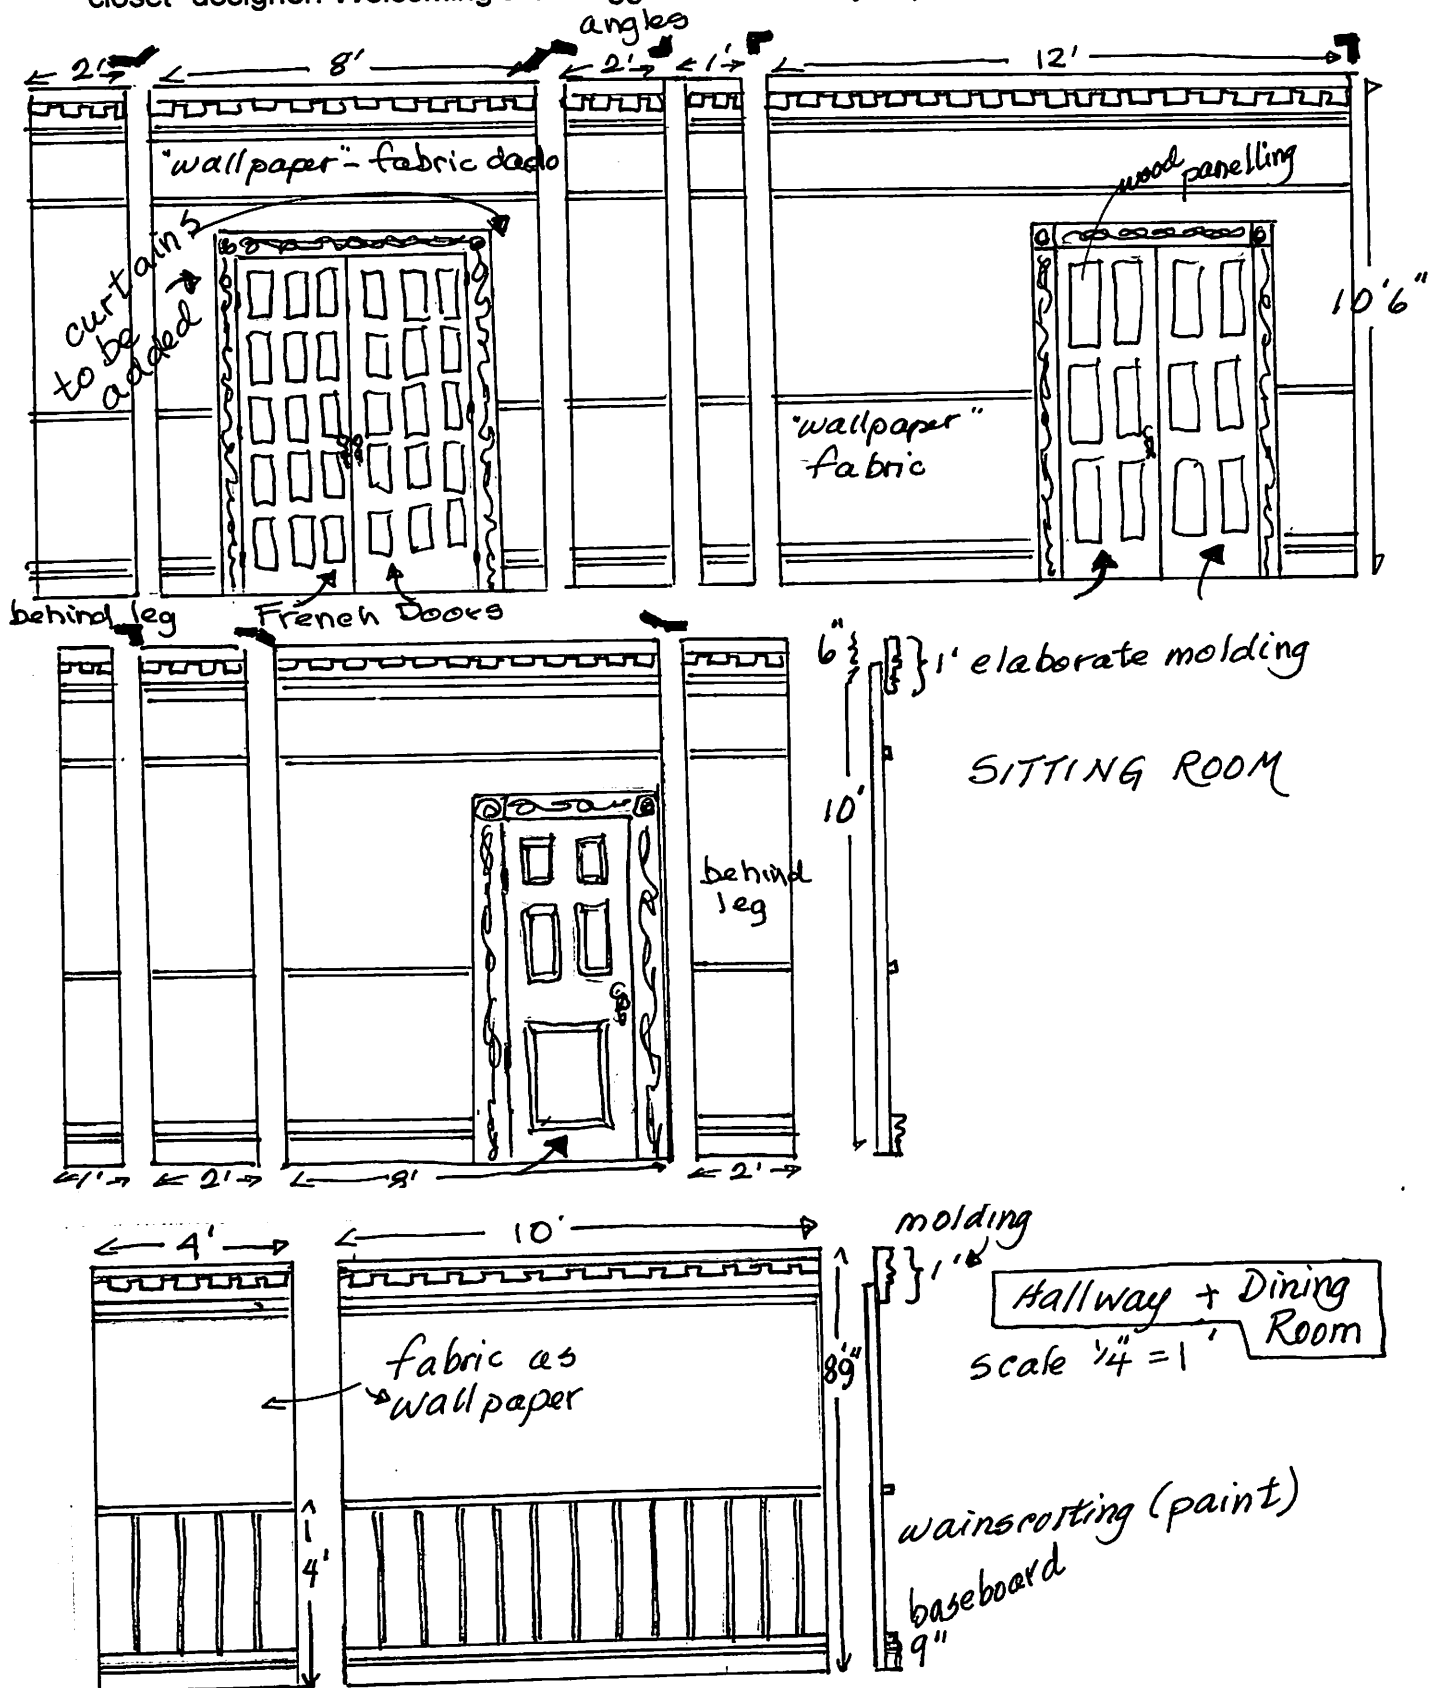 angles
2'
8'
2'
1'
12'
"wallpaper" - fabric dado
wood panelling
curtains
to be
added
10'6"
"wallpaper"
fabric
behind leg
French Doors
6"
1' elaborate molding
SITTING ROOM
10'
behind
leg
1'
2'
8'
2'
4'
10'
molding
1'
Hallway + Dining
Room
scale 1/4" = 1'
fabric as
wallpaper
8'9"
4'
wainscotting (paint)
baseboard
9"